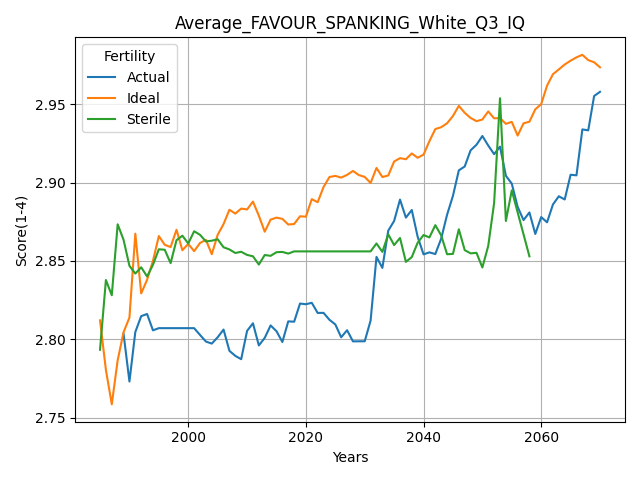 Average_FAVOUR_SPANKING_White_Q3_IQ
Fertility
Actual
Ideal
Sterile
Score(1-4)
2.95
2.90
2.85
2.80
2.75
2000
2020
2040
2060
Years